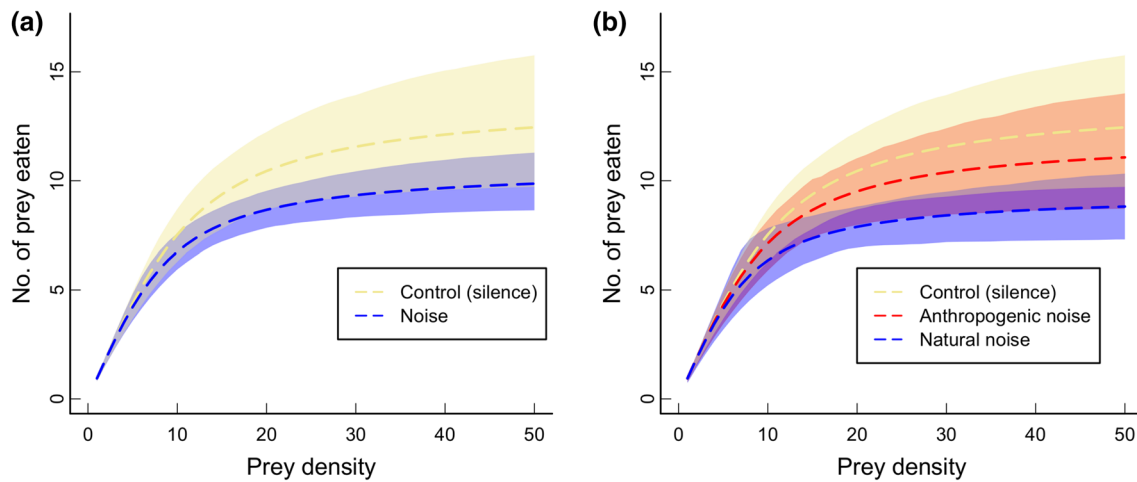 (a)
No. of prey eaten
15
10
5
0
0 10 20 30 40 50
Prey density
Control (silence)
Noise
(b)
No. of prey eaten
15
10
5
0
0 10 20 30 40 50
Prey density
Control (silence)
Anthropogenic noise
Natural noise